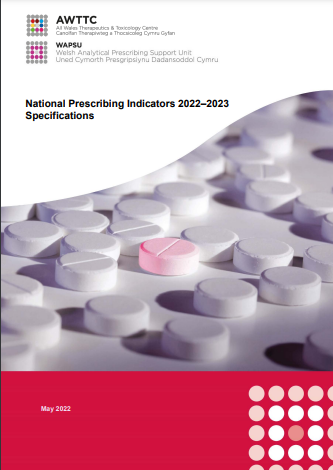 AWTTC
All Wales Therapeutics & Toxicology Centre
Canolfan Therapiwteg a Thocsicoleg Cymru Gyfan
WAPSU
Welsh Analytical Prescribing Support Unit
Uned Cymorth Presgripsiynu Dadansoddol Cymru
National Prescribing Indicators 2022–2023
Specifications
May 2022